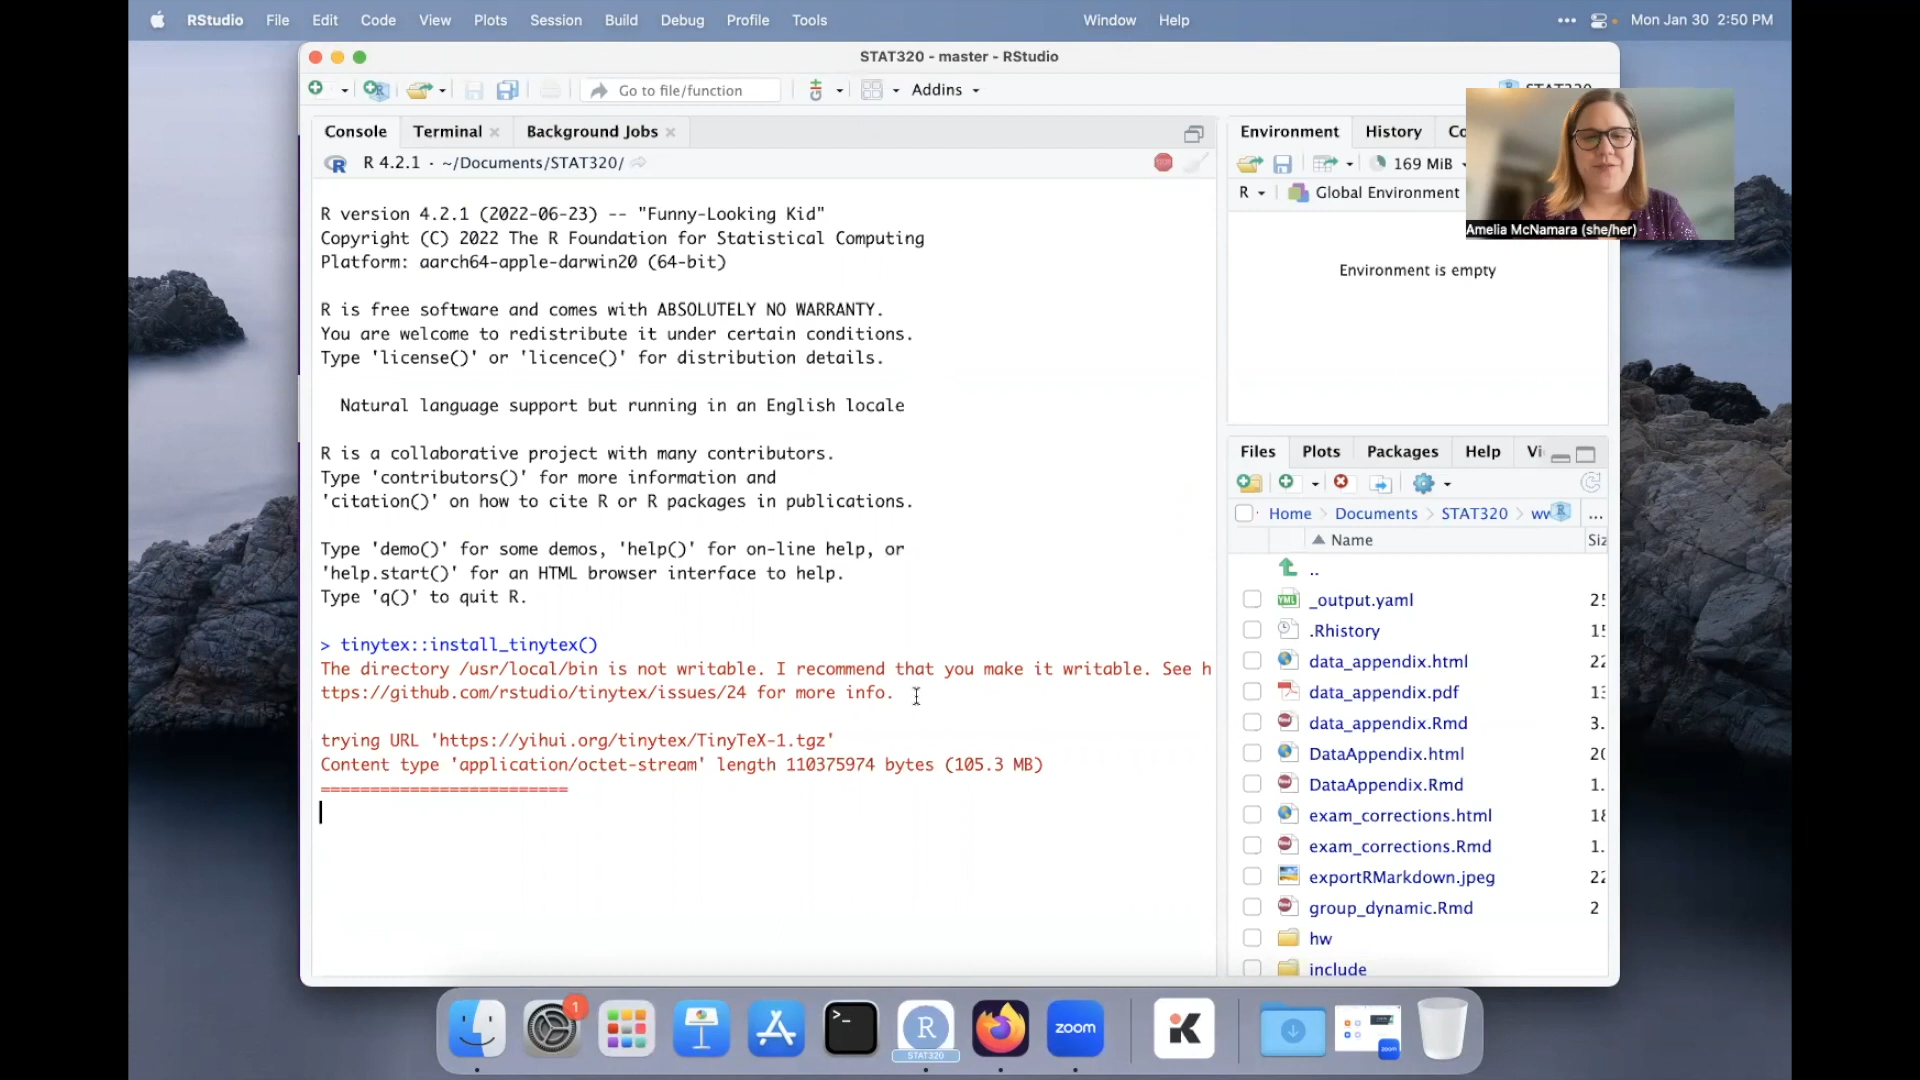 RStudio File Edit Code View Plots Session Build Debug Profile Tools Window Help Mon Jan 30 2:50 PM
STAT320 - master - RStudio
Go to file/function Addins
Console Terminal Background Jobs
R 4.2.1 · ~/Documents/STAT320/
R version 4.2.1 (2022-06-23) -- "Funny-Looking Kid"
Copyright (C) 2022 The R Foundation for Statistical Computing
Platform: aarch64-apple-darwin20 (64-bit)
R is free software and comes with ABSOLUTELY NO WARRANTY.
You are welcome to redistribute it under certain conditions.
Type 'license()' or 'licence()' for distribution details.
Natural language support but running in an English locale
R is a collaborative project with many contributors.
Type 'contributors()' for more information and
'citation()' on how to cite R or R packages in publications.
Type 'demo()' for some demos, 'help()' for on-line help, or
'help.start()' for an HTML browser interface to help.
Type 'q()' to quit R.
> tinytex::install_tinytex()
The directory /usr/local/bin is not writable. I recommend that you make it writable. See h
ttps://github.com/rstudio/tinytex/issues/24 for more info.
trying URL 'https://yihui.org/tinytex/TinyTeX-1.tgz'
Content type 'application/octet-stream' length 110375974 bytes (105.3 MB)
=========================
Environment History Co
169 MiB
R Global Environment
Amelia McNamara (she/her)
Environment is empty
Files Plots Packages Help Vi
Home Documents STAT320 ww ...
Name Siz
..
_output.yaml
.Rhistory
data_appendix.html
data_appendix.pdf
data_appendix.Rmd 3.
DataAppendix.html
DataAppendix.Rmd 1.
exam_corrections.html
exam_corrections.Rmd 1.
exportRMarkdown.jpeg
group_dynamic.Rmd 2
hw
include
1
>_
R
STAT320
zoom
K
zoom